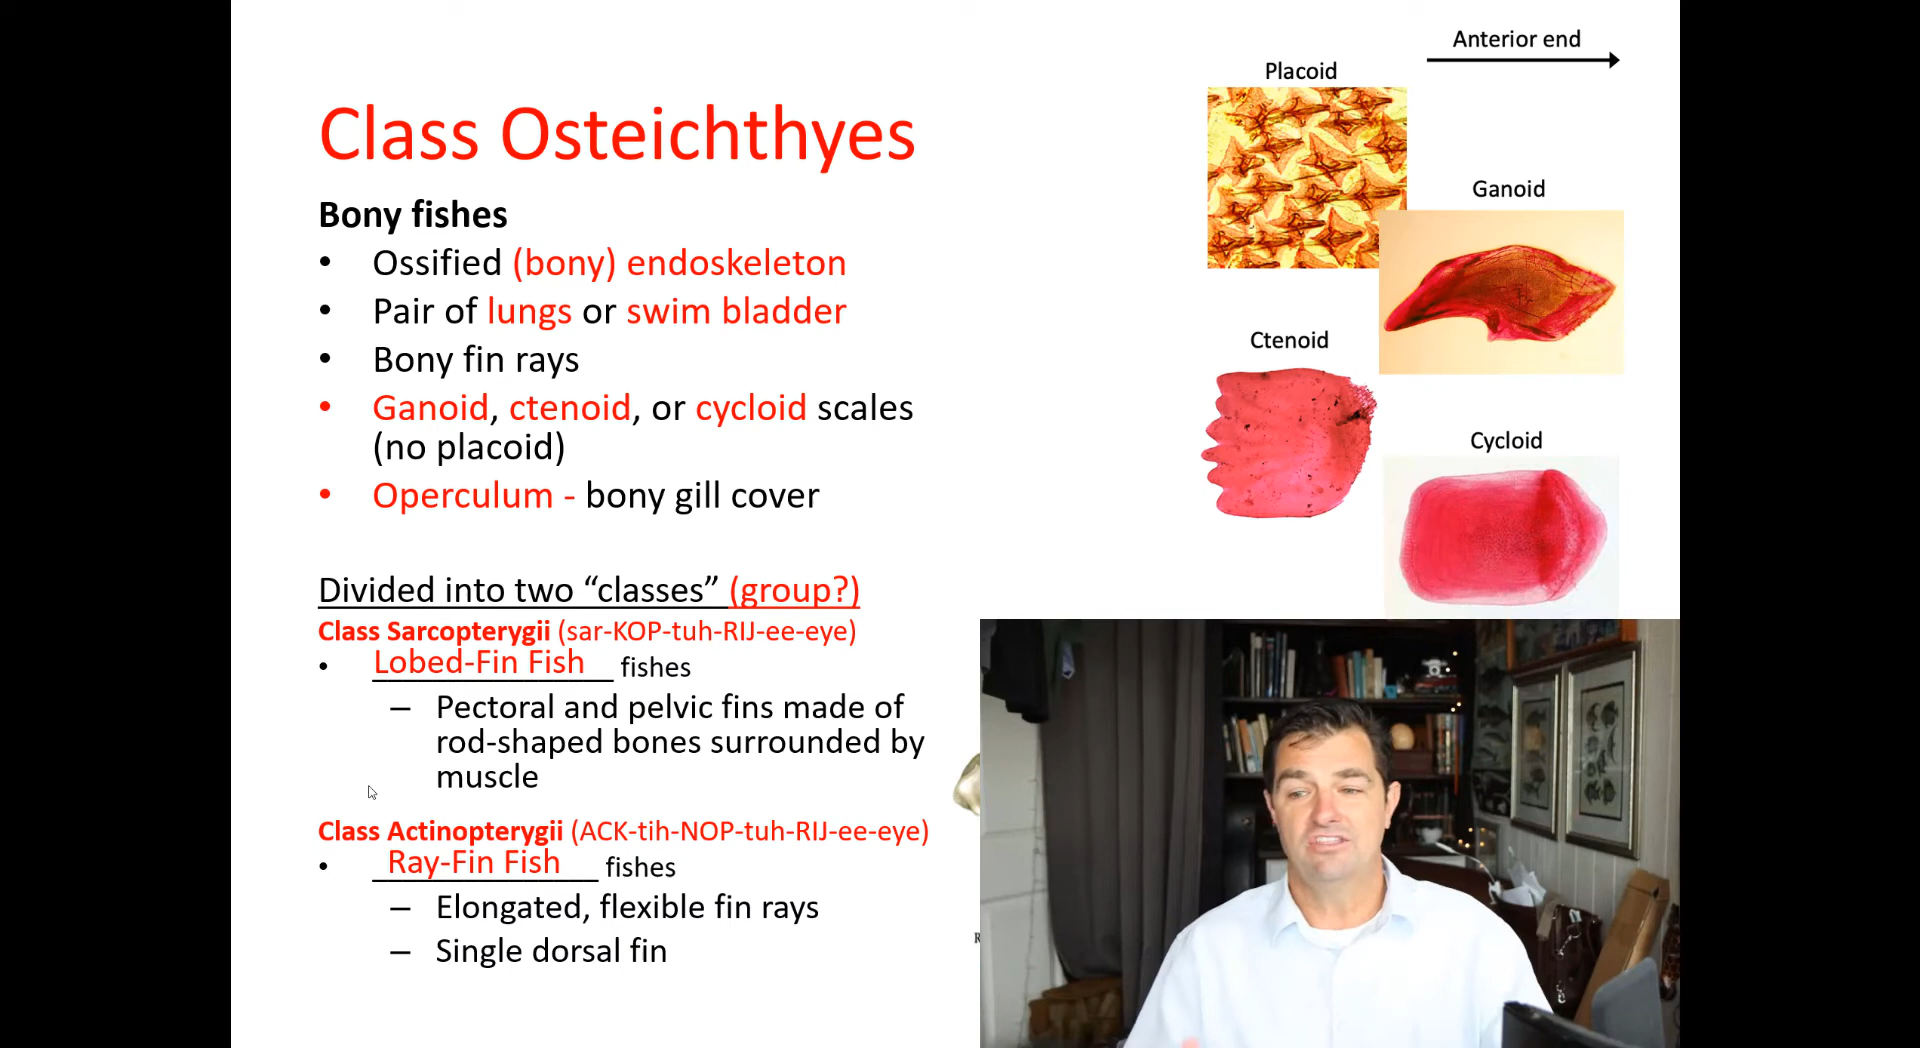 Class Osteichthyes
Bony fishes
• Ossified (bony) endoskeleton
• Pair of lungs or swim bladder
• Bony fin rays
• Ganoid, ctenoid, or cycloid scales
(no placoid)
• Operculum - bony gill cover
Divided into two “classes” (group?)
Class Sarcopterygii (sar-KOP-tuh-RIJ-ee-eye)
• Lobed-Fin Fish fishes
– Pectoral and pelvic fins made of
rod-shaped bones surrounded by
muscle
Class Actinopterygii (ACK-tih-NOP-tuh-RIJ-ee-eye)
• Ray-Fin Fish fishes
– Elongated, flexible fin rays
– Single dorsal fin
Anterior end
Placoid
Ganoid
Ctenoid
Cycloid